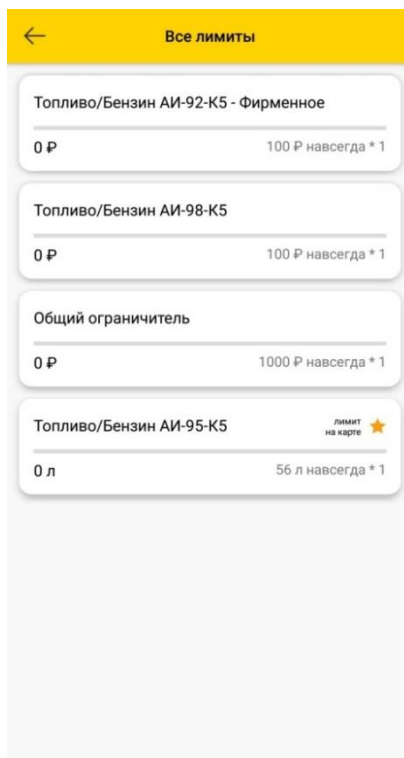 Все лимиты
Топливо/Бензин АИ-92-К5 - Фирменное
0 ₽ 100 ₽ навсегда * 1
Топливо/Бензин АИ-98-К5
0 ₽ 100 ₽ навсегда * 1
Общий ограничитель
0 ₽ 1000 ₽ навсегда * 1
Топливо/Бензин АИ-95-К5
лимит
на карте
0 л 56 л навсегда * 1